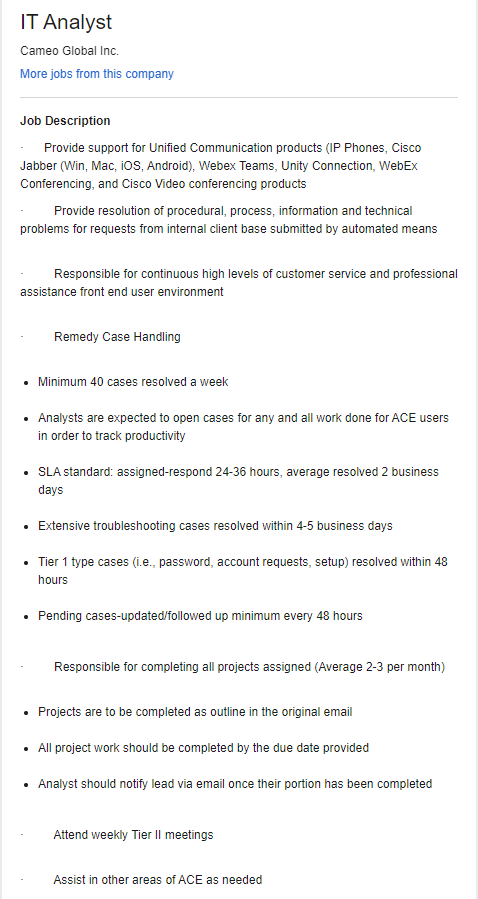 IT Analyst
Cameo Global Inc.
More jobs from this company
Job Description
· Provide support for Unified Communication products (IP Phones, Cisco
Jabber (Win, Mac, iOS, Android), Webex Teams, Unity Connection, WebEx
Conferencing, and Cisco Video conferencing products
· Provide resolution of procedural, process, information and technical
problems for requests from internal client base submitted by automated means
· Responsible for continuous high levels of customer service and professional
assistance front end user environment
· Remedy Case Handling
• Minimum 40 cases resolved a week
• Analysts are expected to open cases for any and all work done for ACE users
in order to track productivity
• SLA standard: assigned-respond 24-36 hours, average resolved 2 business
days
• Extensive troubleshooting cases resolved within 4-5 business days
• Tier 1 type cases (i.e., password, account requests, setup) resolved within 48
hours
• Pending cases-updated/followed up minimum every 48 hours
· Responsible for completing all projects assigned (Average 2-3 per month)
• Projects are to be completed as outline in the original email
• All project work should be completed by the due date provided
• Analyst should notify lead via email once their portion has been completed
· Attend weekly Tier II meetings
· Assist in other areas of ACE as needed